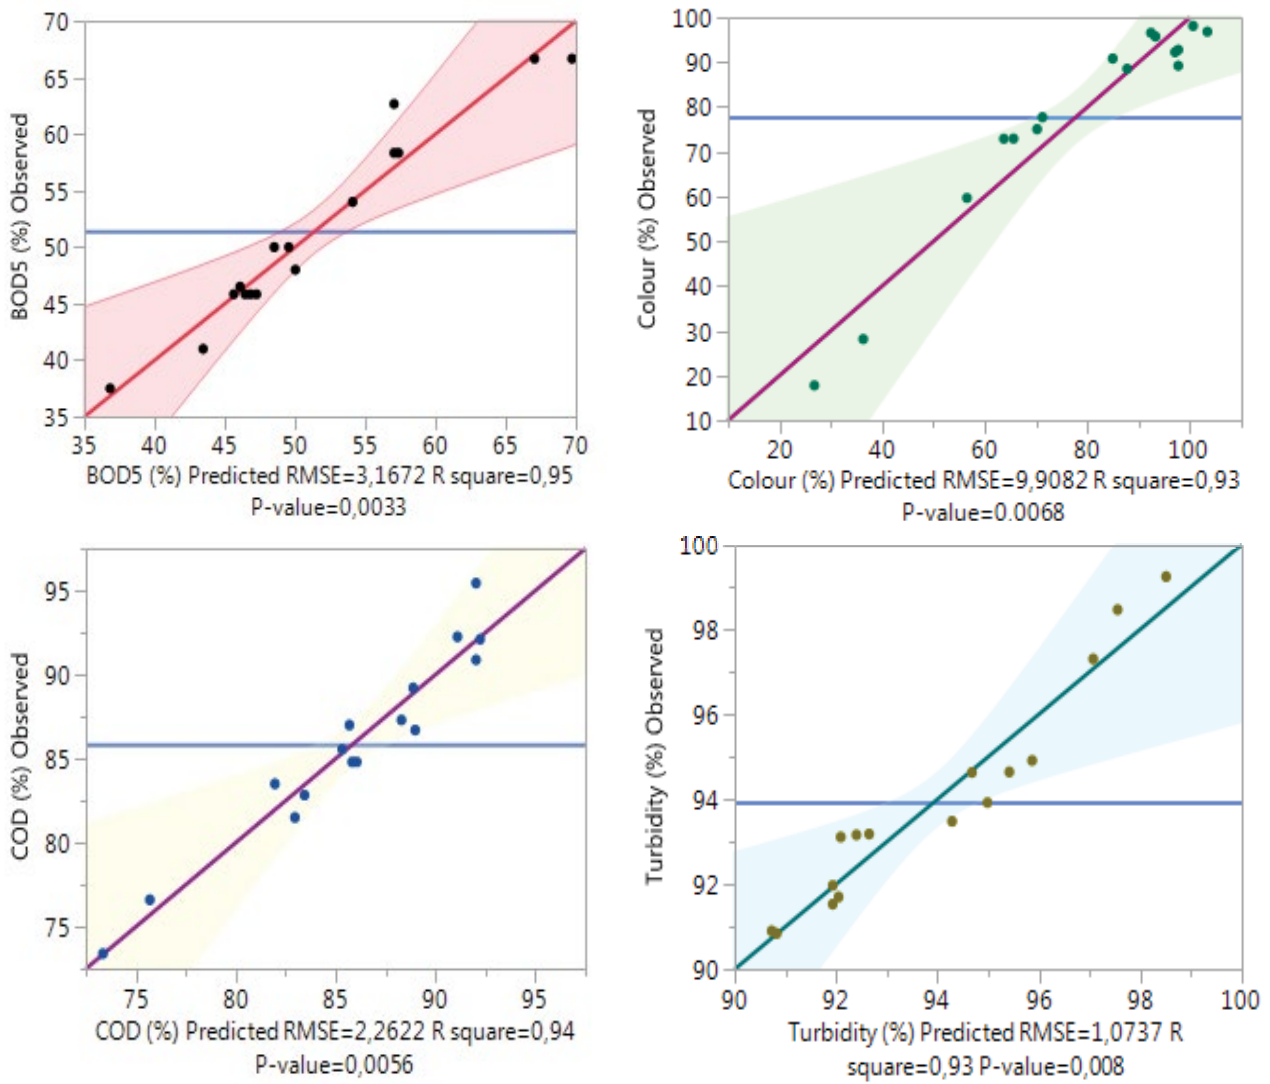 BOD5 (%) Observed
70
65
60
55
50
45
40
35
35 40 45 50 55 60 65 70
BOD5 (%) Predicted RMSE=3,1672 R square=0,95
P-value=0,0033
Colour (%) Observed
100
90
80
70
60
50
40
30
20
10
20 40 60 80 100
Colour (%) Predicted RMSE=9,9082 R square=0,93
P-value=0.0068
COD (%) Observed
95
90
85
80
75
75 80 85 90 95
COD (%) Predicted RMSE=2,2622 R square=0,94
P-value=0,0056
Turbidity (%) Observed
100
98
96
94
92
90
90 92 94 96 98 100
Turbidity (%) Predicted RMSE=1,0737 R
square=0,93 P-value=0,008